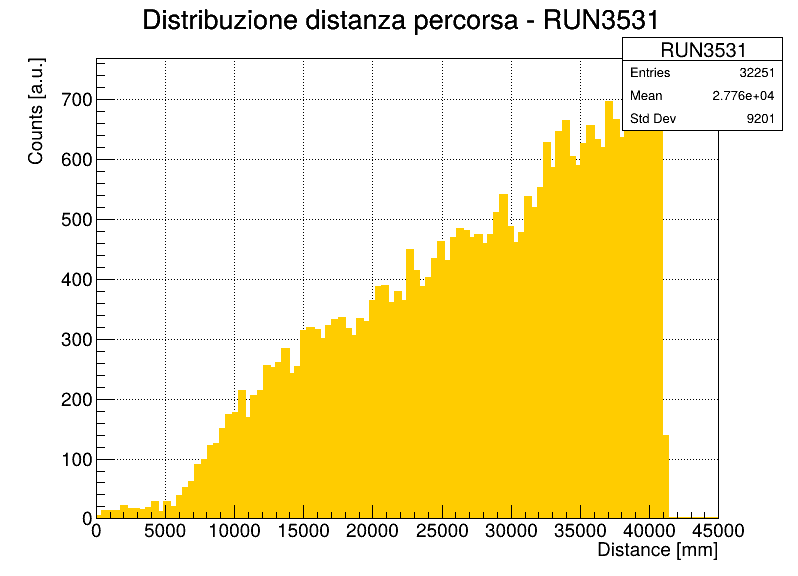 Distribuzione distanza percorsa - RUN3531
RUN3531
Entries 32251
Mean 2.776e+04
Std Dev 9201
Counts [a.u.]
700
600
500
400
300
200
100
0
0 5000 10000 15000 20000 25000 30000 35000 40000 45000
Distance [mm]